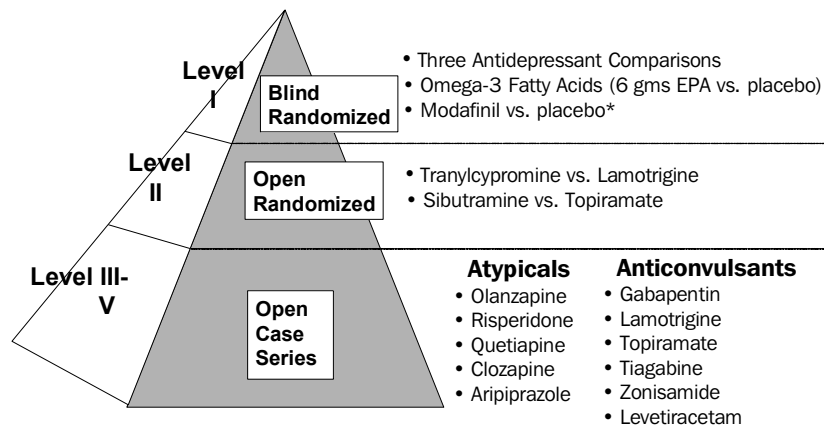 Level
I
Blind
Randomized
• Three Antidepressant Comparisons
• Omega-3 Fatty Acids (6 gms EPA vs. placebo)
• Modafinil vs. placebo*
Level
II
Open
Randomized
• Tranylcypromine vs. Lamotrigine
• Sibutramine vs. Topiramate
Level III-
V
Open
Case
Series
Atypicals
• Olanzapine
• Risperidone
• Quetiapine
• Clozapine
• Aripiprazole
Anticonvulsants
• Gabapentin
• Lamotrigine
• Topiramate
• Tiagabine
• Zonisamide
• Levetiracetam